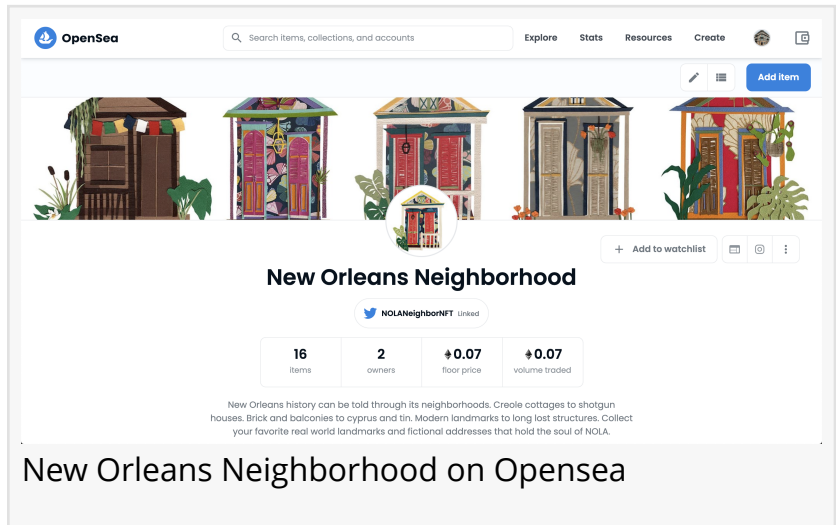 OpenSea
Search items, collections, and accounts
Explore Stats Resources Create
Add item
Add to watchlist
New Orleans Neighborhood
NOLANeighborNFT Linked
16 2 0.07 0.07
items owners floor price volume traded
New Orleans history can be told through its neighborhoods. Creole cottages to shotgun
houses. Brick and balconies to cyprus and tin. Modern landmarks to long lost structures. Collect
your favorite real world landmarks and fictional addresses that hold the soul of NOLA.
New Orleans Neighborhood on Opensea